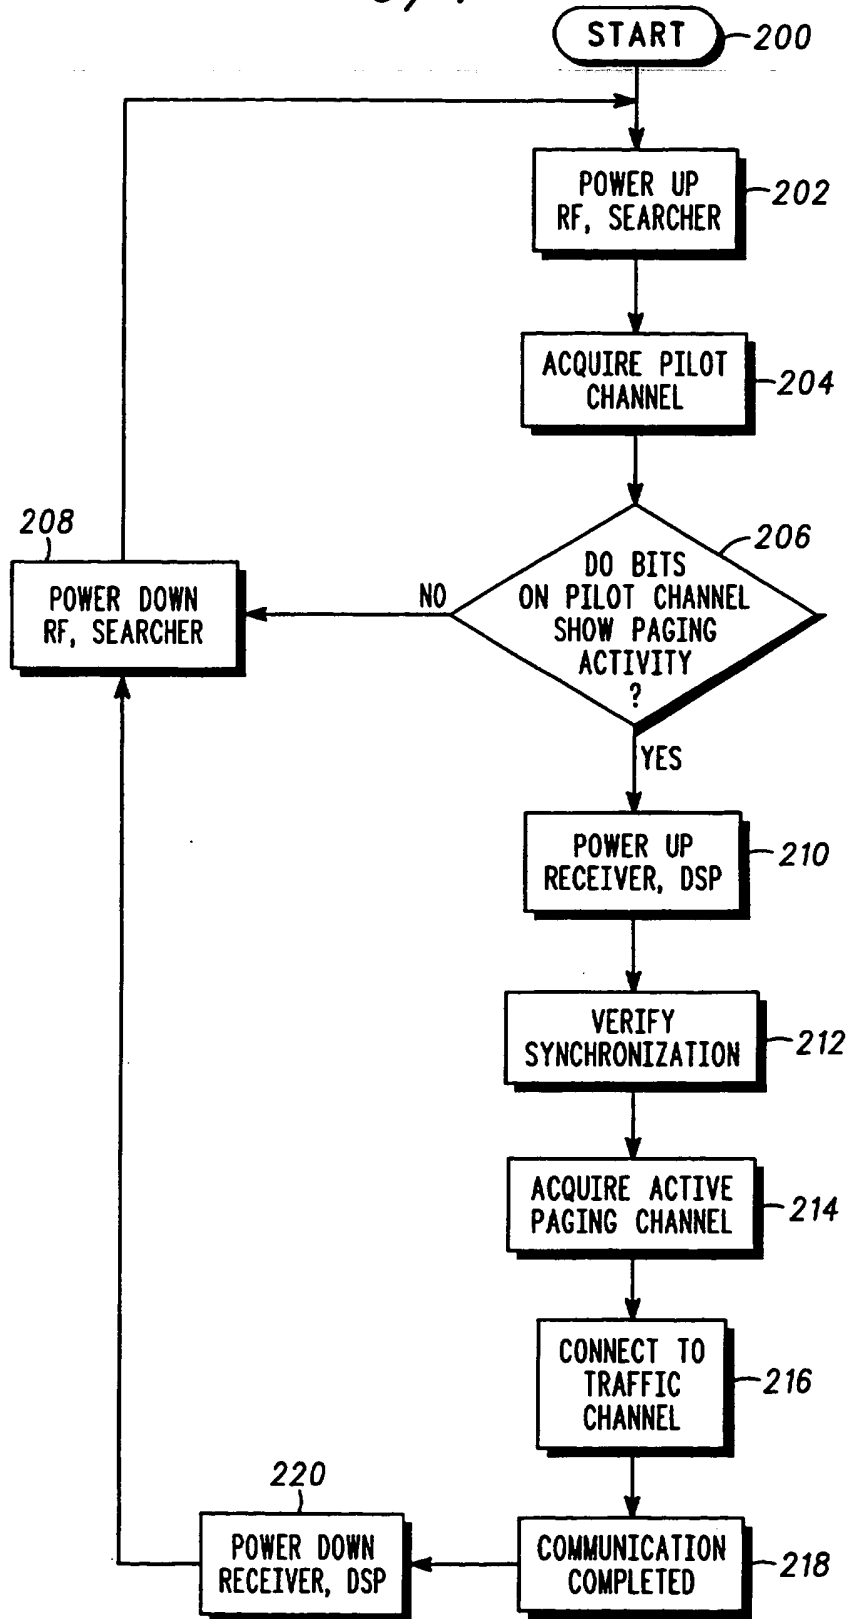 START
200
POWER UP
RF, SEARCHER
202
ACQUIRE PILOT
CHANNEL
204
206
DO BITS
ON PILOT CHANNEL
SHOW PAGING
ACTIVITY
?
NO
208
POWER DOWN
RF, SEARCHER
YES
POWER UP
RECEIVER, DSP
210
VERIFY
SYNCHRONIZATION
212
ACQUIRE ACTIVE
PAGING CHANNEL
214
CONNECT TO
TRAFFIC
CHANNEL
216
COMMUNICATION
COMPLETED
218
220
POWER DOWN
RECEIVER, DSP